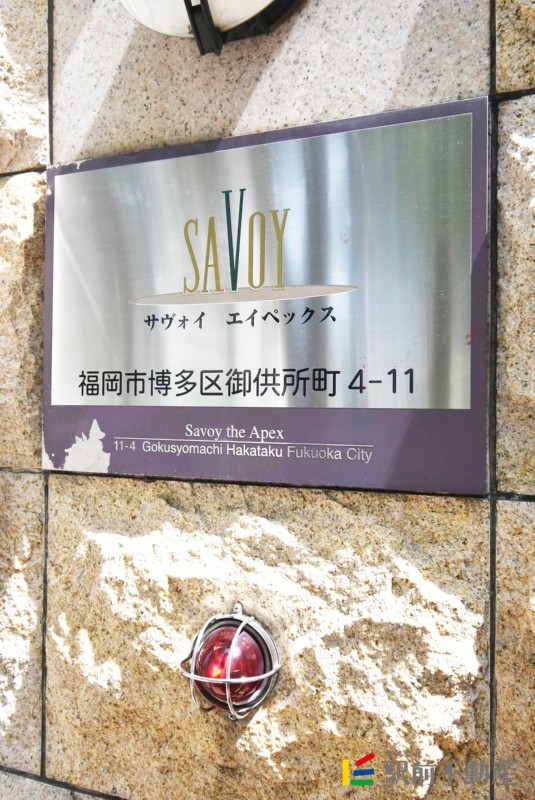 SAVOY
サヴォイ エイペックス
福岡市博多区御供所町4-11
Savoy the Apex
11-4 Gokusyomachi Hakataku Fukuoka City
駅前不動産